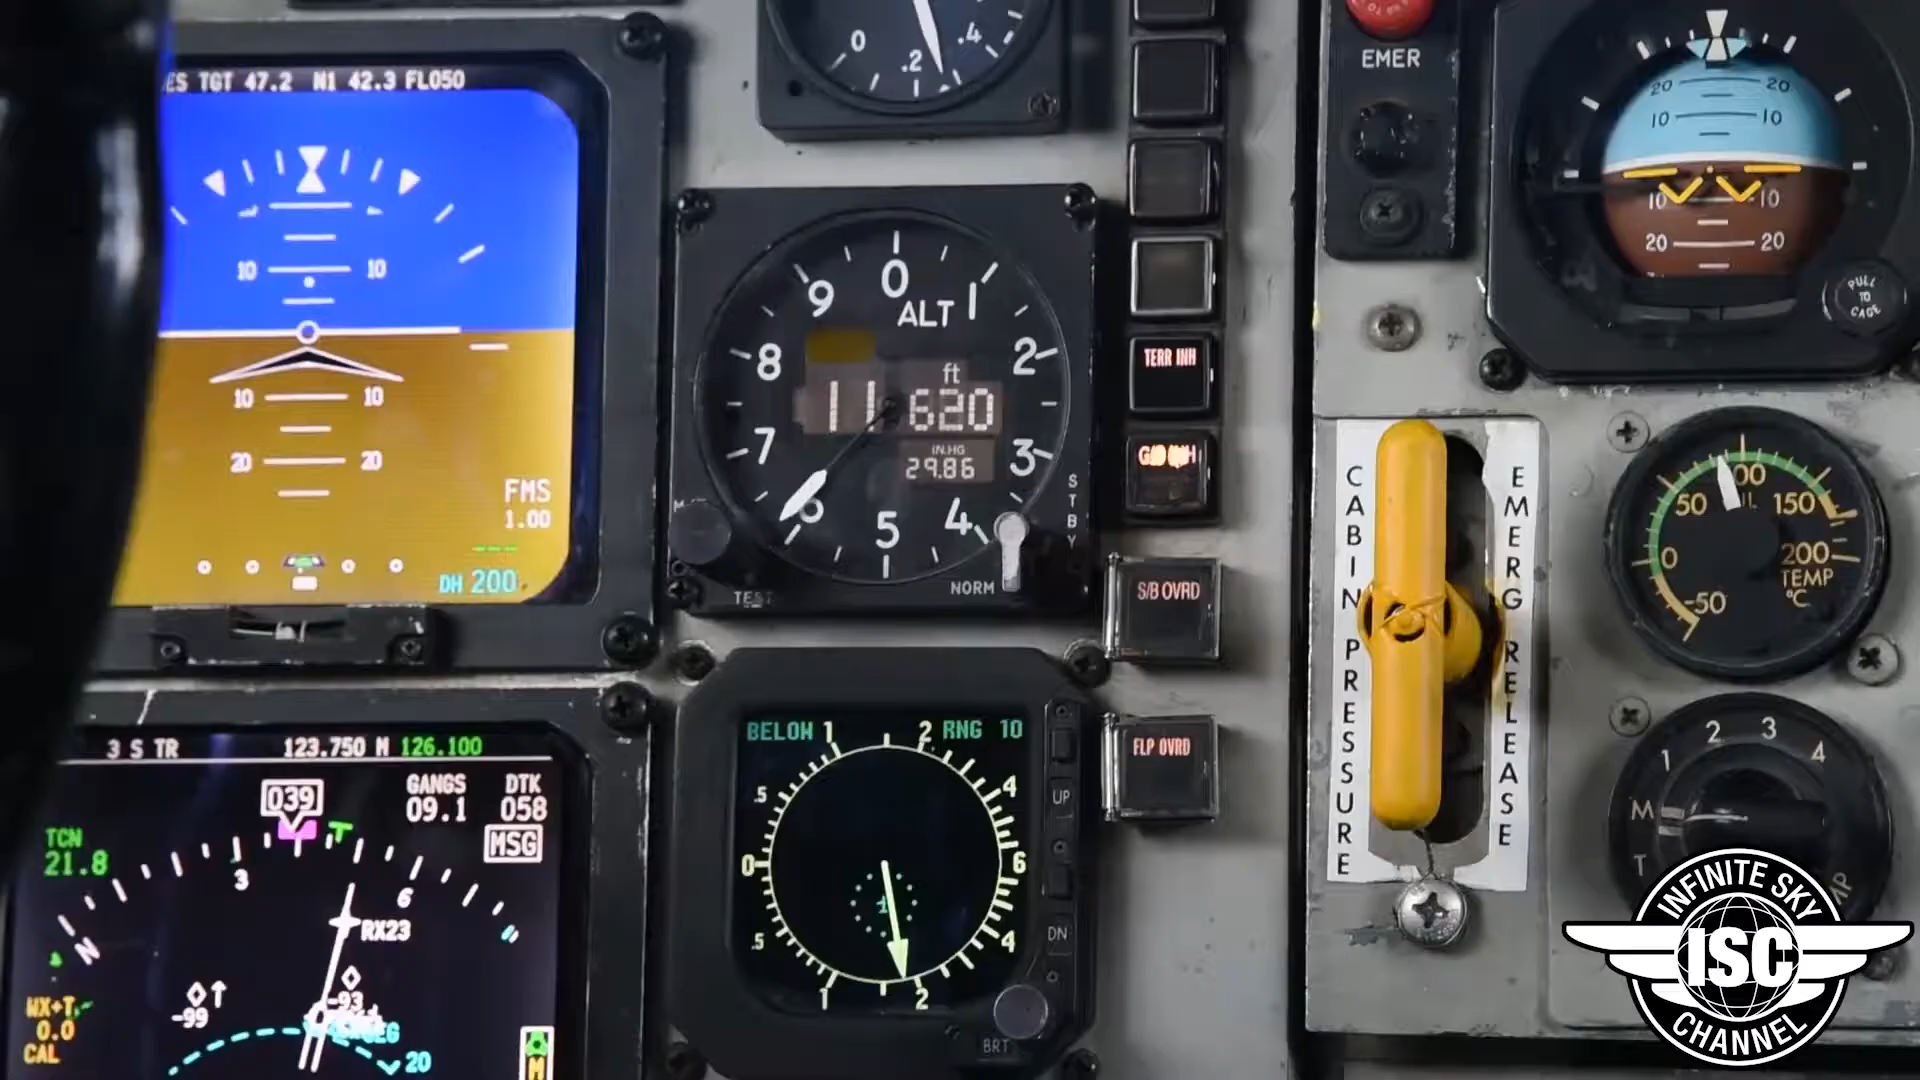 ES TGT 47.2 N1 42.3 FL050
10 10
10 10
20 20
FMS
1.00
DH 200
0 .2 .4
0 1 2 3 4 5 6 7 8 9
ALT
ft
11 620
IN.HG
29.86
STBY
NORM
TEST
TERR INH
S/B OVRD
FLP OVRD
EMER
20 20
10 10
10 10
20 20
PULL
TO
CAGE
CABIN PRESSURE
EMERG RELEASE
-50 0 50 100 150 200
TEMP
°C
1 2 3 4
M
T
3 S TR 123.750 M 126.100
039
GANGS
09.1
DTK
058
MSG
TCN
21.8
N 3 6
RX23
-99
-93
WX+T
0.0
CAL
20
M
BELOW 1 2 RNG 10
.5 4
0 6
.5 4
1 2
UP
DN
BRT
INFINITE SKY
ISC
CHANNEL